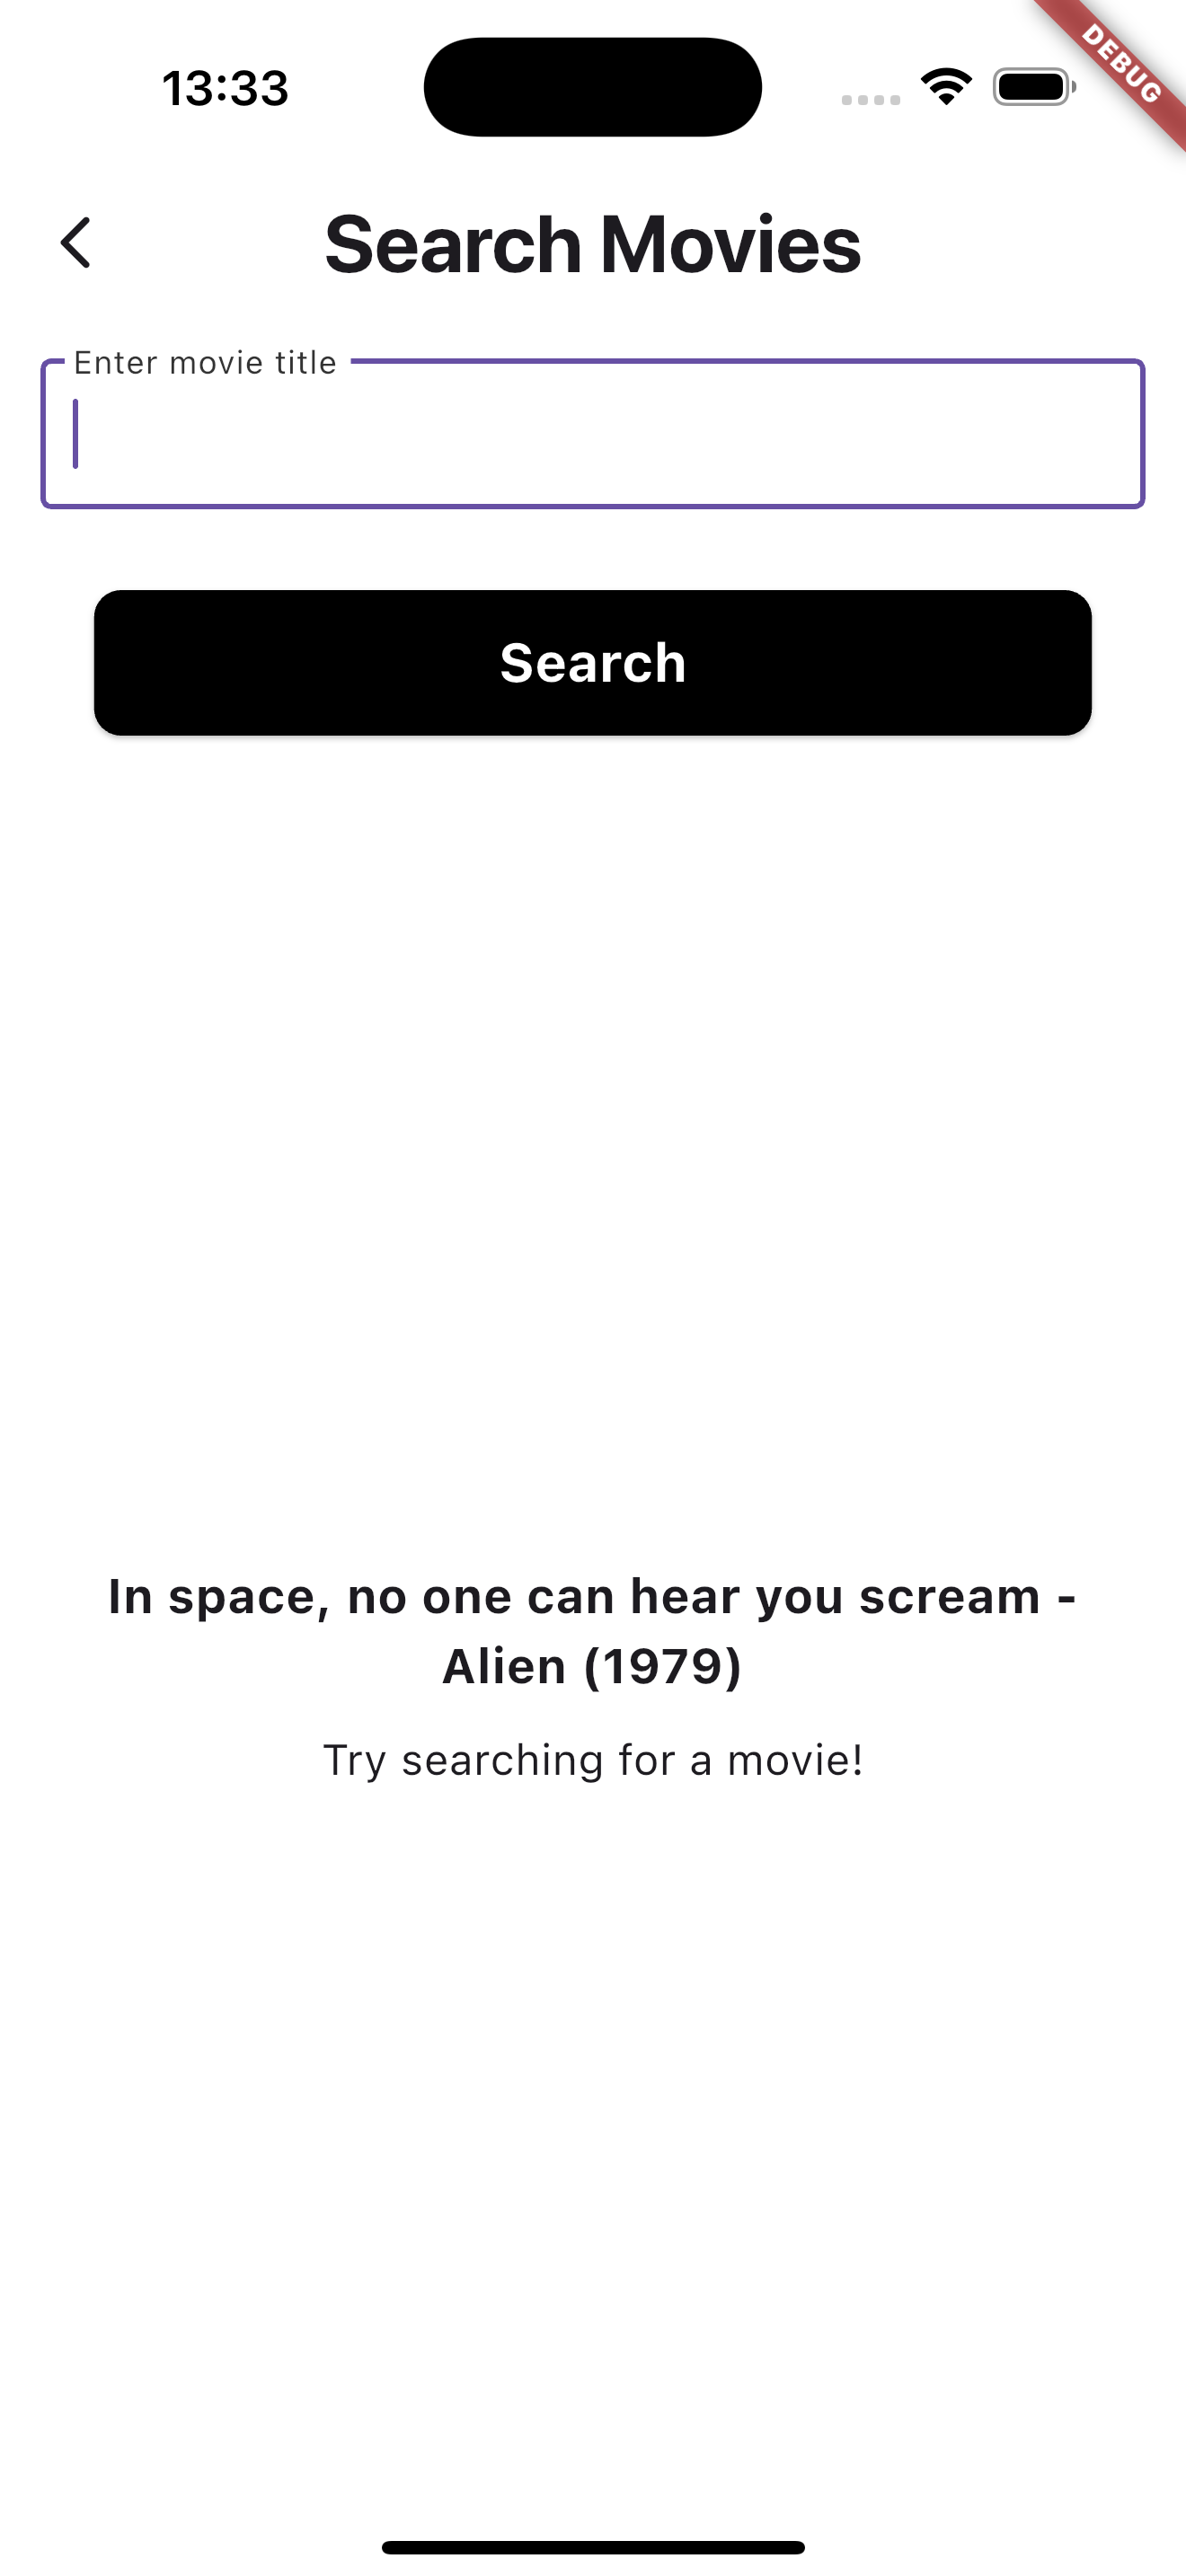 13:33
DEBUG
Search Movies
Enter movie title
Search
In space, no one can hear you scream -
Alien (1979)
Try searching for a movie!